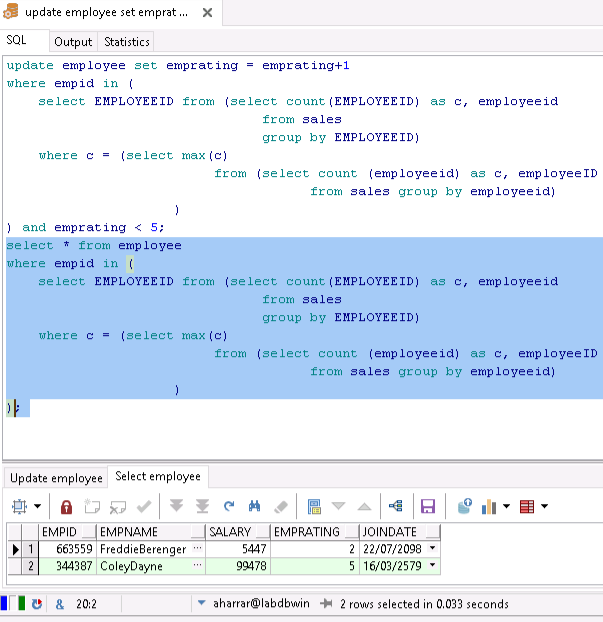 update employee set emprat ...
SQL Output Statistics
update employee set emprating = emprating+1
where empid in (
select EMPLOYEEID from (select count(EMPLOYEEID) as c, employeeid
from sales
group by EMPLOYEEID)
where c = (select max(c)
from (select count (employeeid) as c, employeeID
from sales group by employeeid)
)
) and emprating < 5;
select * from employee
where empid in (
select EMPLOYEEID from (select count(EMPLOYEEID) as c, employeeid
from sales
group by EMPLOYEEID)
where c = (select max(c)
from (select count (employeeid) as c, employeeID
from sales group by employeeid)
)
);
Update employee Select employee
EMPID EMPNAME SALARY EMPRATING JOINDATE
1 663559 FreddieBerenger ... 5447 2 22/07/2098
2 344387 ColeyDayne ... 99478 5 16/03/2579
& 20:2 aharrar@labdbwin 2 rows selected in 0.033 seconds